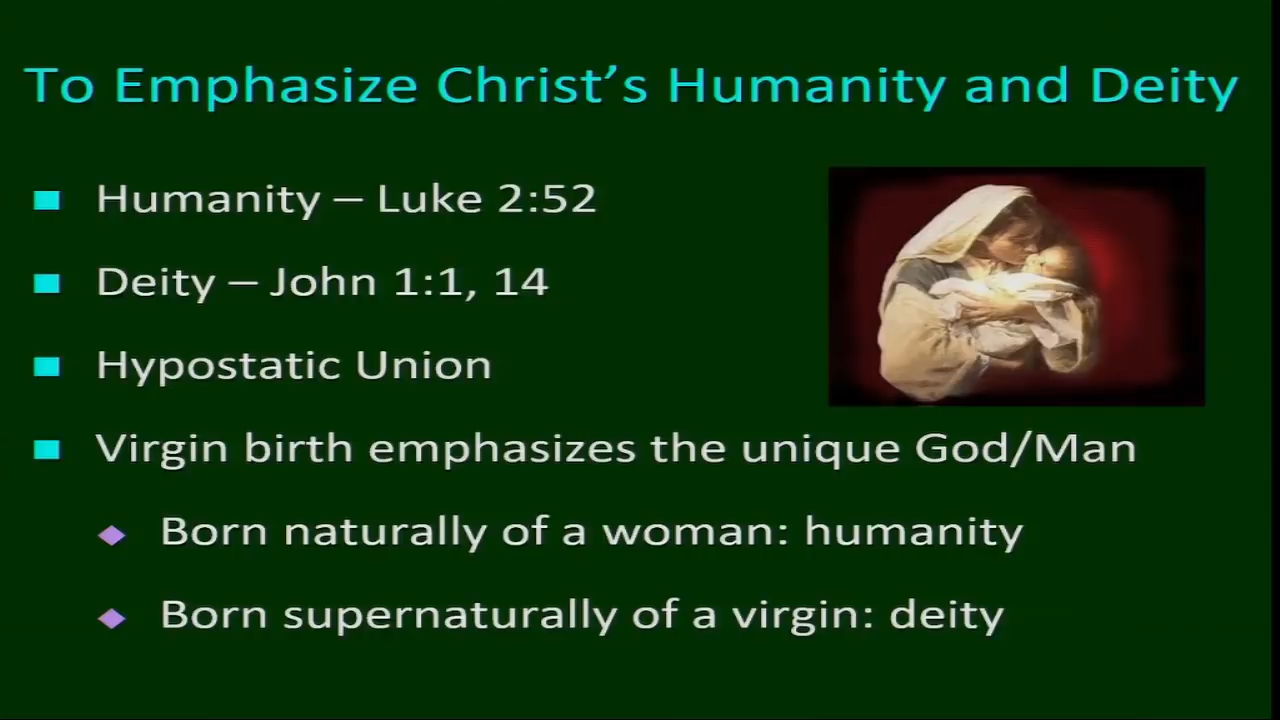 To Emphasize Christ’s Humanity and Deity
Humanity – Luke 2:52
Deity – John 1:1, 14
Hypostatic Union
Virgin birth emphasizes the unique God/Man
Born naturally of a woman: humanity
Born supernaturally of a virgin: deity